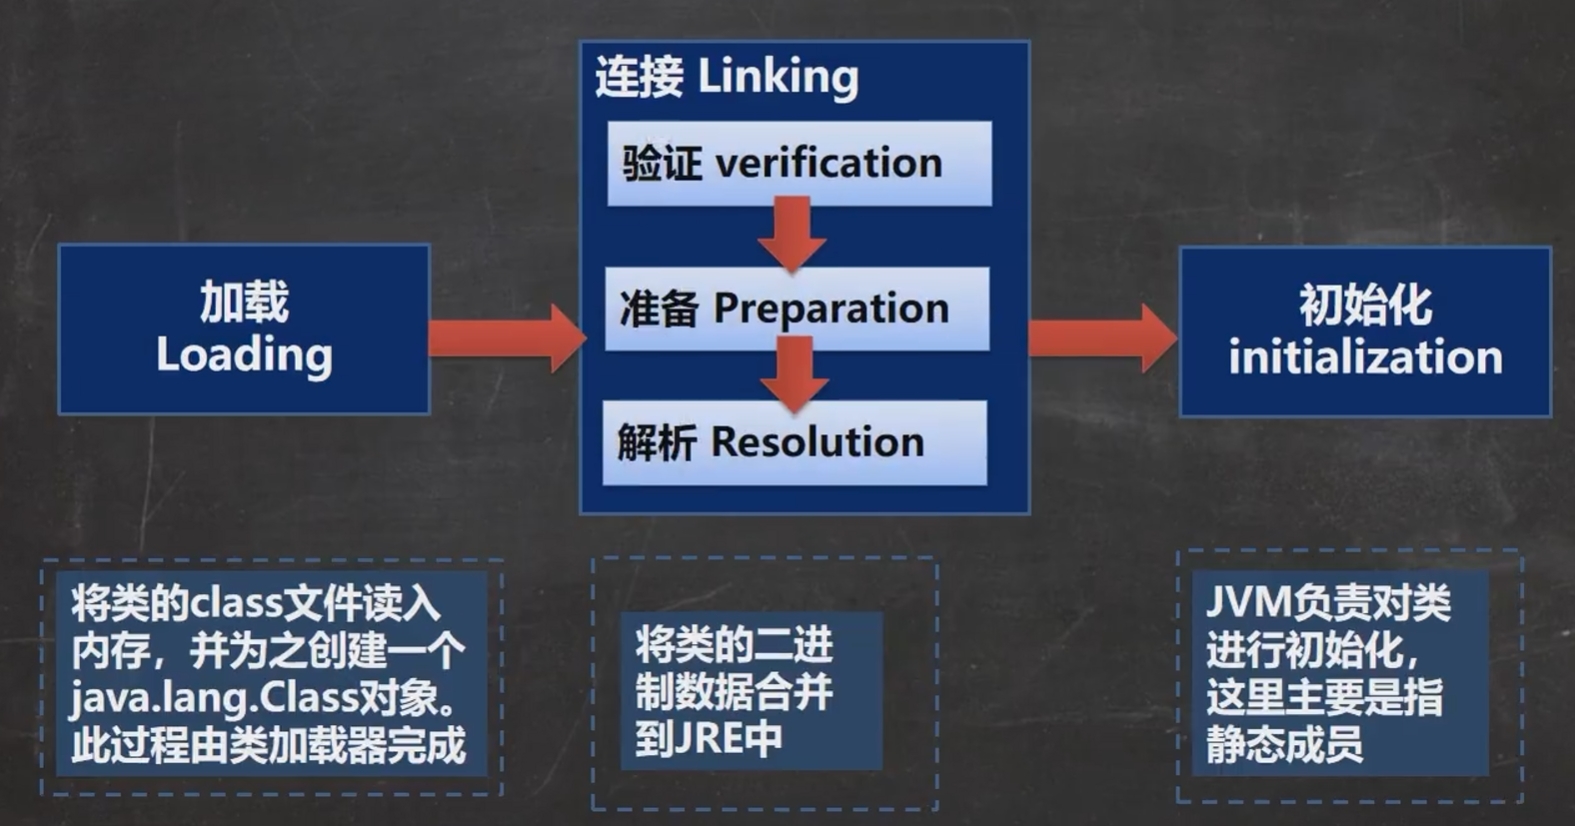 加载
Loading
连接 Linking
验证 verification
准备 Preparation
解析 Resolution
初始化
initialization
将类的class文件读入
内存，并为之创建一个
java.lang.Class对象。
此过程由类加载器完成
将类的二进
制数据合并
到JRE中
JVM负责对类
进行初始化，
这里主要是指
静态成员